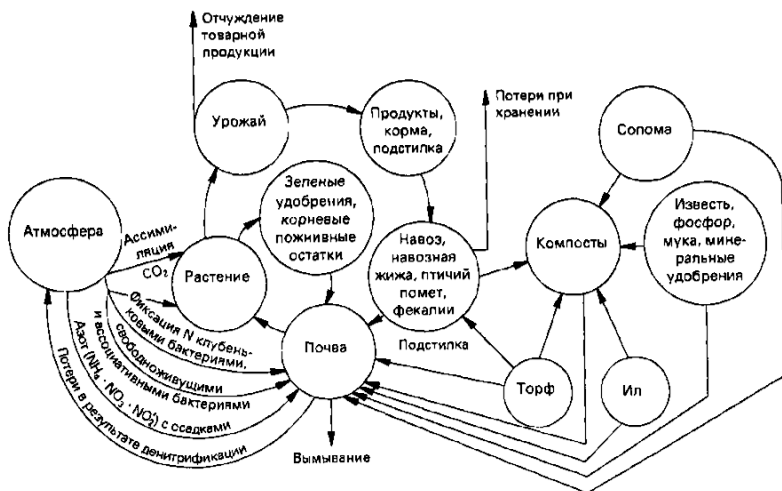 Отчуждение
товарной
продукции
Урожай
Продукты,
корма,
подстилка
Потери при
хранении
Солома
Атмосфера
Ассими-
ляция
CO₂
Растение
Зеленые
удобрения,
корневые
пожнивные
остатки
Навоз,
навозная
жижа, птичий
помет,
фекалии
Компосты
Известь,
фосфор,
мука, мине-
ральные
удобрения
Фиксация N клубень-
ковыми бактериями,
свободноживущими
и ассоциативными бактериями
Азот (NH₄ · NO₃ · NO₂) с осадками
Потери в результате денитрификации
Почва
Подстилка
Торф
Ил
Вымывание